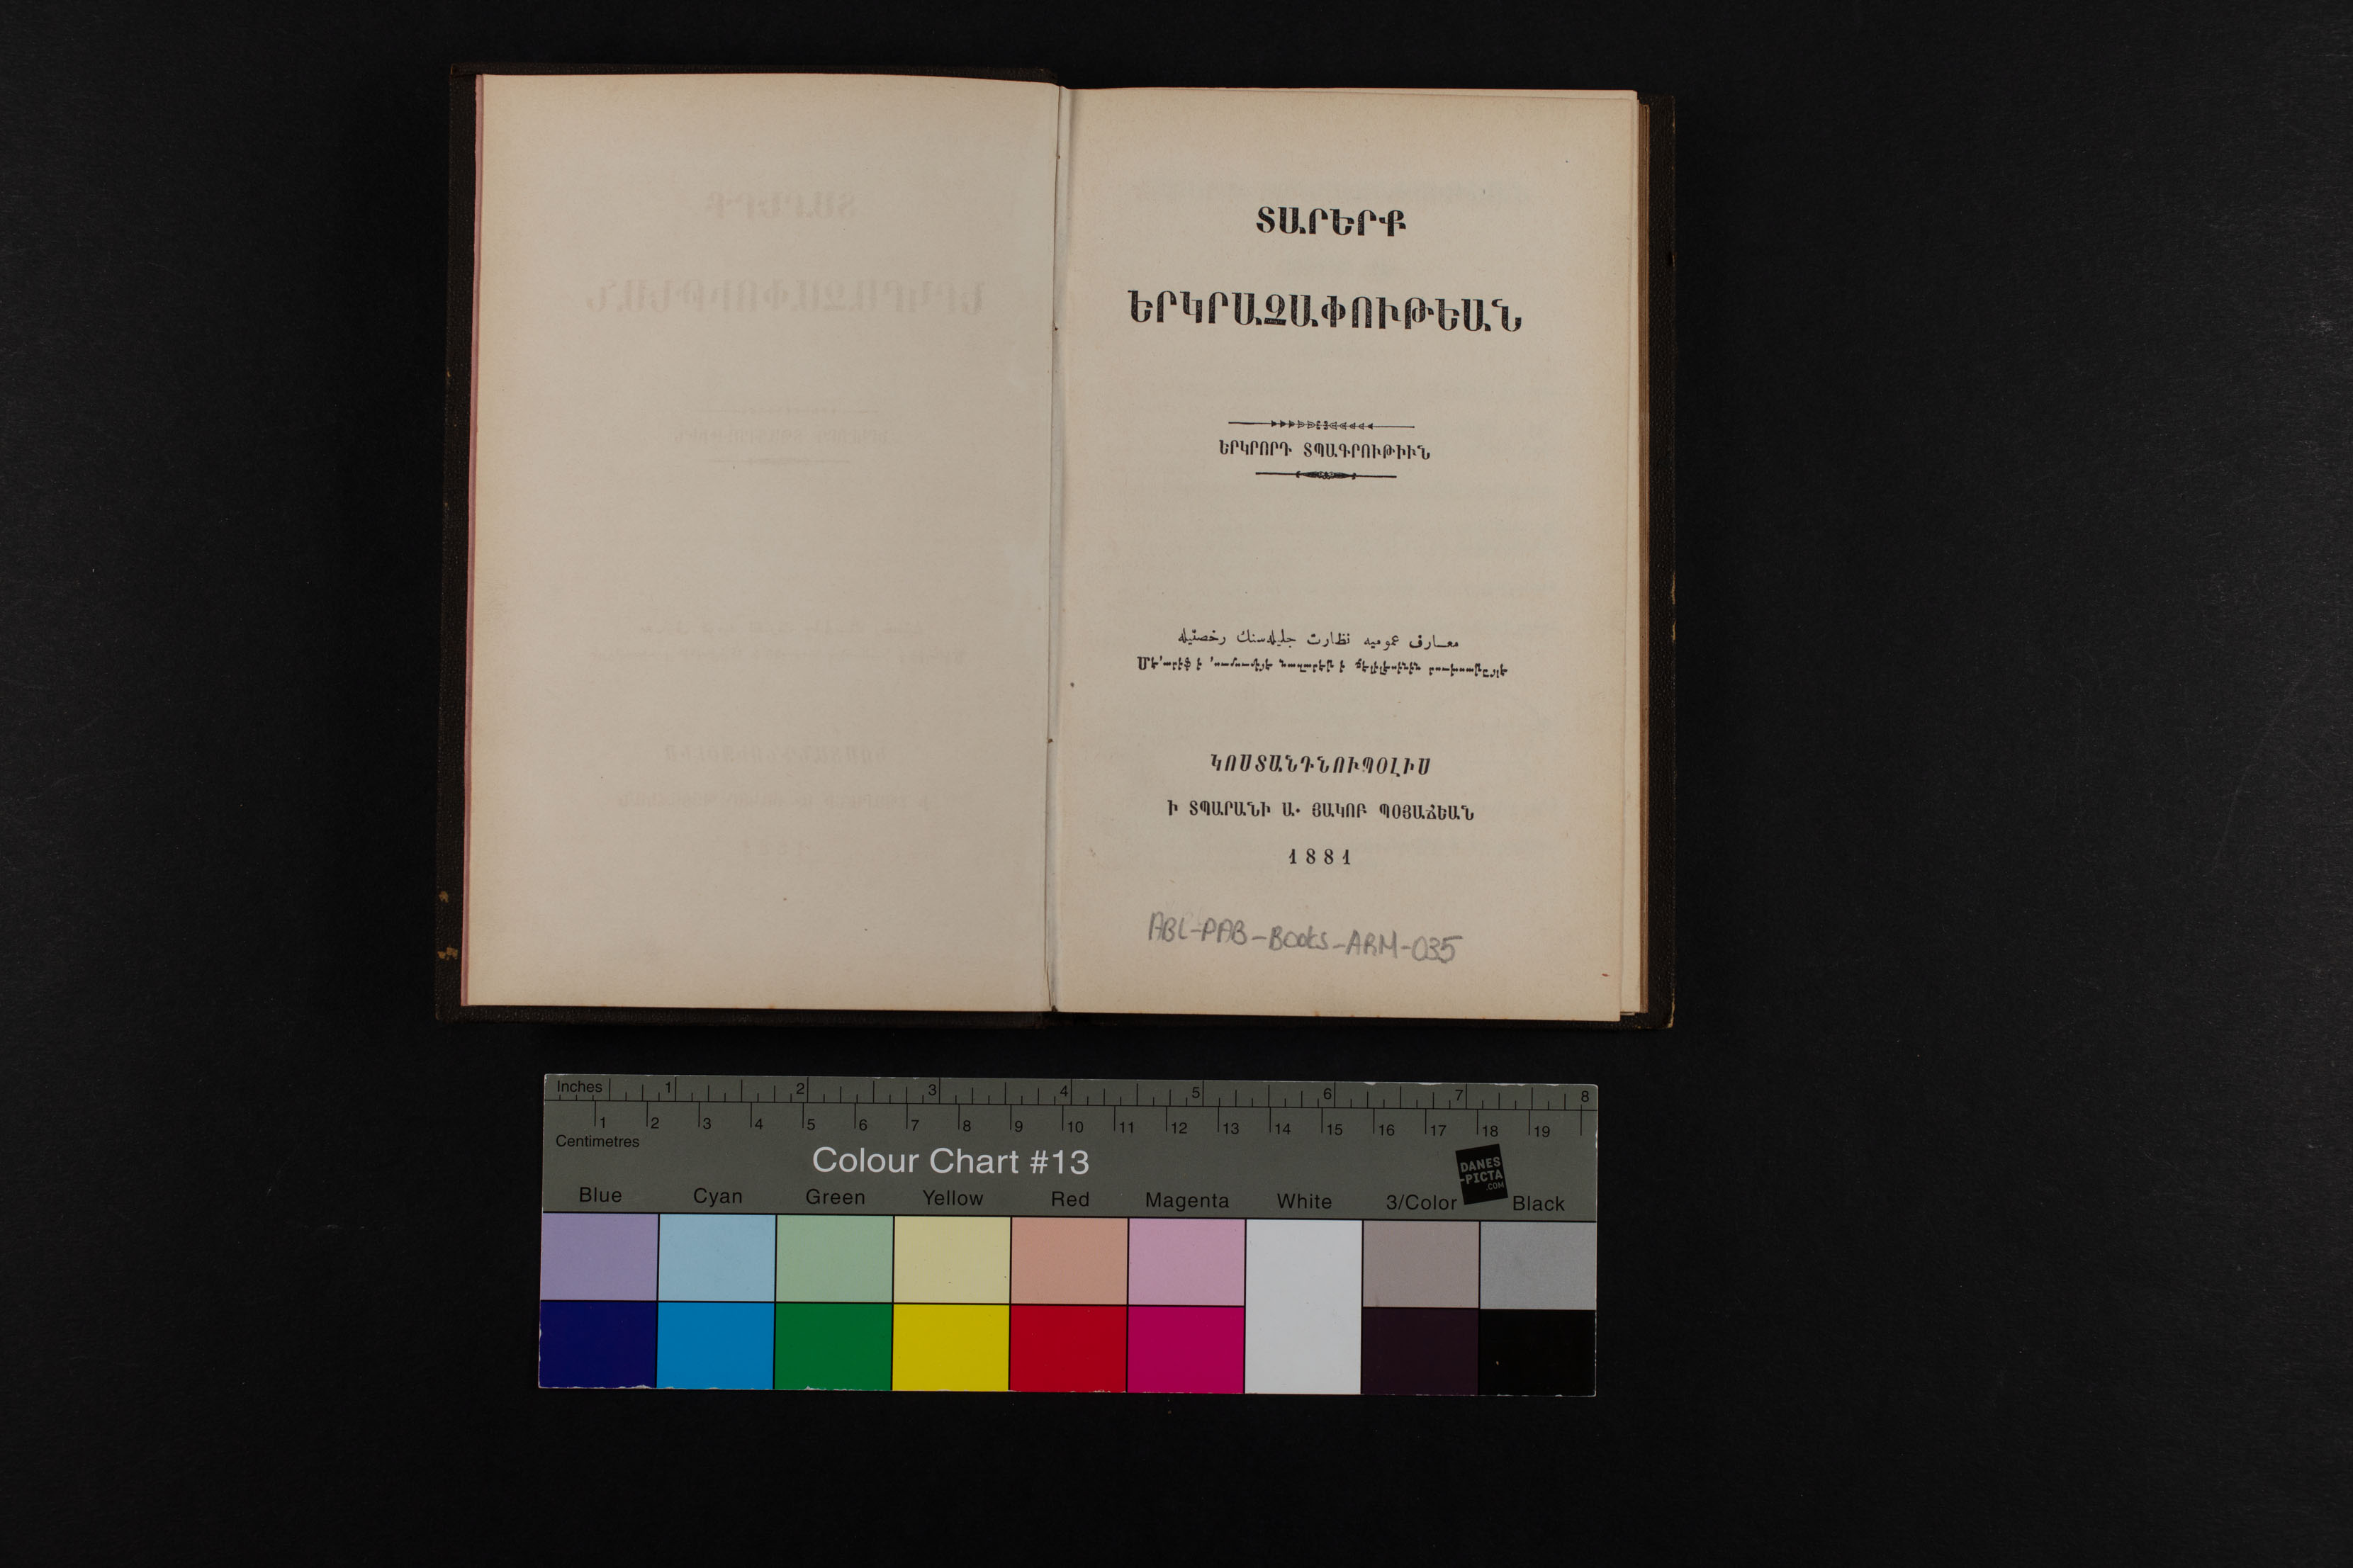 ՏԱՐԵՐՔ
ԵՐԿՐԱՉԱՓՈՒԹԵԱՆ
ԵՐԿՐՈՐԴ ՏՊԱԳՐՈՒԹԻՒՆ
معارف عموميه نظارت جليله‌سنك رخصتيله
Մէ՛արիֆ է
ԿՈՍՏԱՆԴՆՈՒՊՕԼԻՍ
Ի ՏՊԱՐԱՆԻ Ա. ՅԱԿՈԲ ՊՕՅԱՃԵԱՆ
1881
ABL-PAB-Books-ARM-035
Inches 1 2 3 4 5 6 7 8
1 2 3 4 5 6 7 8 9 10 11 12 13 14 15 16 17 18 19
Centimetres
Colour Chart #13
DANES
-PICTA
.COM
Blue Cyan Green Yellow Red Magenta White 3/Color Black